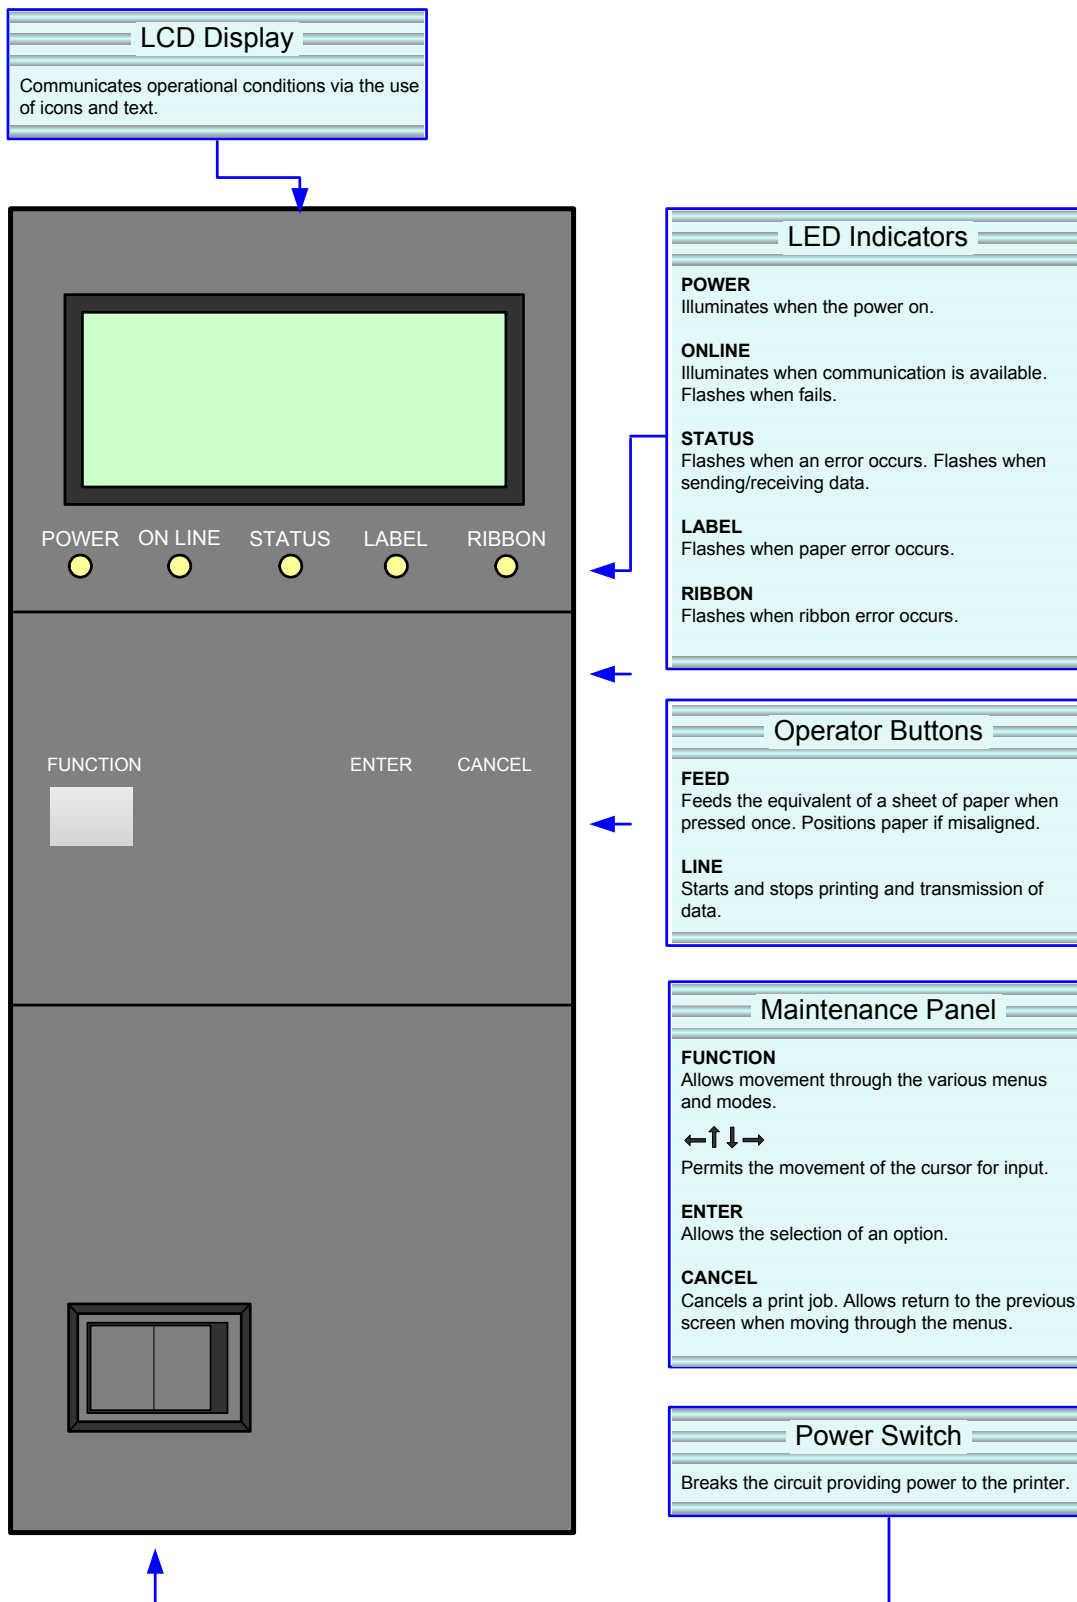 LCD Display
Communicates operational conditions via the use
of icons and text.
POWER ON LINE STATUS LABEL RIBBON
FUNCTION ENTER CANCEL
LED Indicators
POWER
Illuminates when the power on.
ONLINE
Illuminates when communication is available.
Flashes when fails.
STATUS
Flashes when an error occurs. Flashes when
sending/receiving data.
LABEL
Flashes when paper error occurs.
RIBBON
Flashes when ribbon error occurs.
Operator Buttons
FEED
Feeds the equivalent of a sheet of paper when
pressed once. Positions paper if misaligned.
LINE
Starts and stops printing and transmission of
data.
Maintenance Panel
FUNCTION
Allows movement through the various menus
and modes.
←↑↓→
Permits the movement of the cursor for input.
ENTER
Allows the selection of an option.
CANCEL
Cancels a print job. Allows return to the previous
screen when moving through the menus.
Power Switch
Breaks the circuit providing power to the printer.